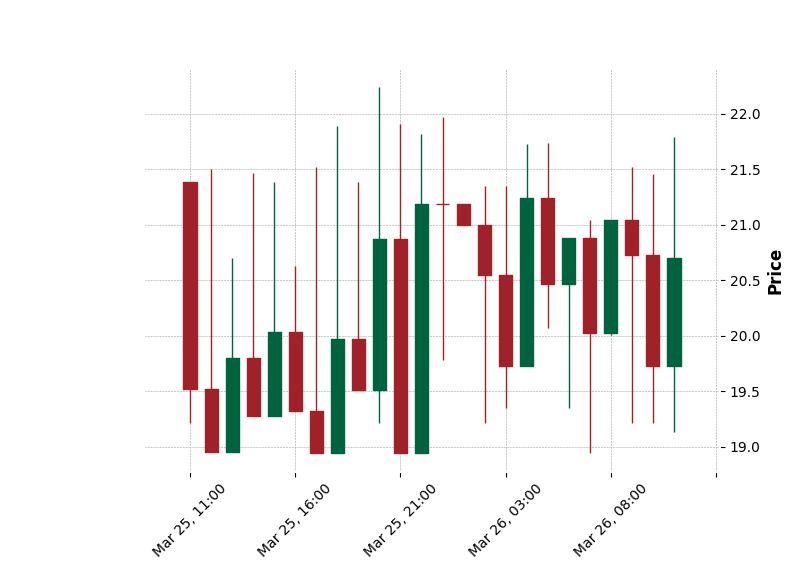 22.0
21.5
21.0
20.5
20.0
19.5
19.0
Price
Mar 25, 11:00
Mar 25, 16:00
Mar 25, 21:00
Mar 26, 03:00
Mar 26, 08:00